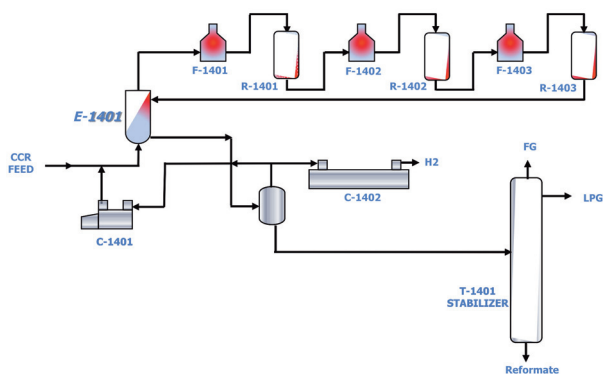 F-1401
R-1401
F-1402
R-1402
F-1403
R-1403
E-1401
CCR
FEED
C-1401
H2
C-1402
FG
LPG
T-1401
STABILIZER
Reformate